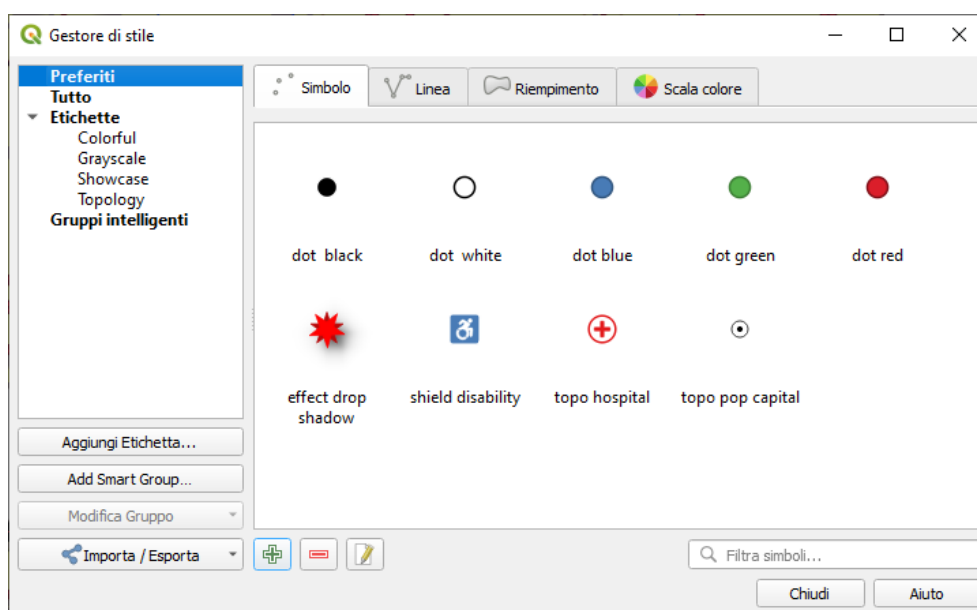 Gestore di stile
Preferiti
Tutto
Etichette
Colorful
Grayscale
Showcase
Topology
Gruppi intelligenti
Aggiungi Etichetta...
Add Smart Group...
Modifica Gruppo
Importa / Esporta
Simbolo
Linea
Riempimento
Scala colore
dot  black
dot  white
dot blue
dot green
dot red
effect drop
shadow
shield disability
topo hospital
topo pop capital
Filtra simboli...
Chiudi
Aiuto